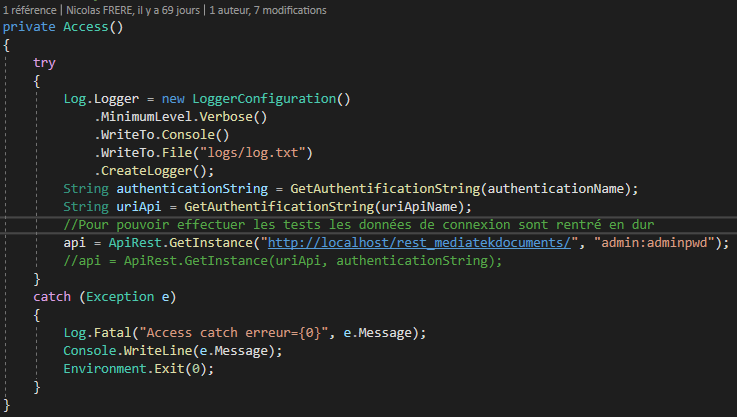 1 référence | Nicolas FRERE, il y a 69 jours | 1 auteur, 7 modifications
private Access()
{
try
{
Log.Logger = new LoggerConfiguration()
.MinimumLevel.Verbose()
.WriteTo.Console()
.WriteTo.File("logs/log.txt")
.CreateLogger();
String authenticationString = GetAuthentificationString(authenticationName);
String uriApi = GetAuthentificationString(uriApiName);
//Pour pouvoir effectuer les tests les données de connexion sont rentré en dur
api = ApiRest.GetInstance("http://localhost/rest_mediatekdocuments/", "admin:adminpwd");
//api = ApiRest.GetInstance(uriApi, authenticationString);
}
catch (Exception e)
{
Log.Fatal("Access catch erreur={0}", e.Message);
Console.WriteLine(e.Message);
Environment.Exit(0);
}
}